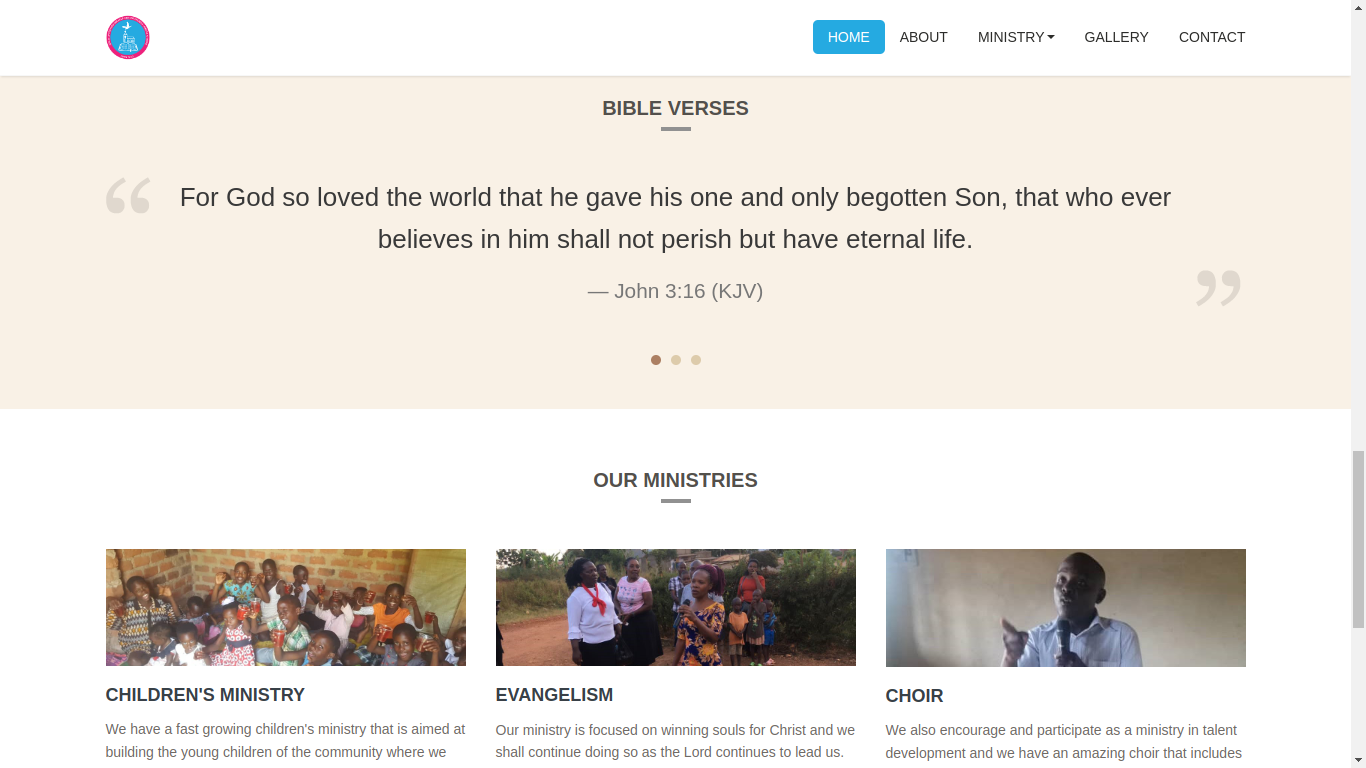 HOME ABOUT MINISTRY GALLERY CONTACT
BIBLE VERSES
“ For God so loved the world that he gave his one and only begotten Son, that who ever
believes in him shall not perish but have eternal life.
— John 3:16 (KJV)
”
OUR MINISTRIES
CHILDREN'S MINISTRY
We have a fast growing children's ministry that is aimed at
building the young children of the community where we
EVANGELISM
Our ministry is focused on winning souls for Christ and we
shall continue doing so as the Lord continues to lead us.
CHOIR
We also encourage and participate as a ministry in talent
development and we have an amazing choir that includes